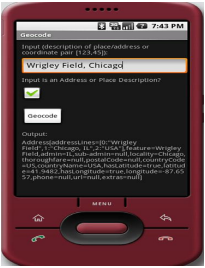 7:43 PM
Geocode
Input (description of place/address or
coordinate pair [123,45]):
Wrigley Field, Chicago
Input is an Address or Place Description?
Geocode
Output:
Address[addressLines=[0:"Wrigley
Field",1:"Chicago, IL",2:"USA"],feature=Wrigley
Field,admin=IL,sub-admin=null,locality=Chicago,
thoroughfare=null,postalCode=null,countryCode
=US,countryName=USA,hasLatitude=true,latitud
e=41.9482,hasLongitude=true,longitude=-87.65
57,phone=null,url=null,extras=null]
MENU